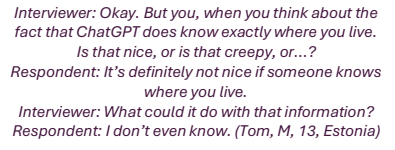 Interviewer: Okay. But you, when you think about the
fact that ChatGPT does know exactly where you live.
Is that nice, or is that creepy, or...?
Respondent: It's definitely not nice if someone knows
where you live.
Interviewer: What could it do with that information?
Respondent: I don't even know. (Tom, M, 13, Estonia)